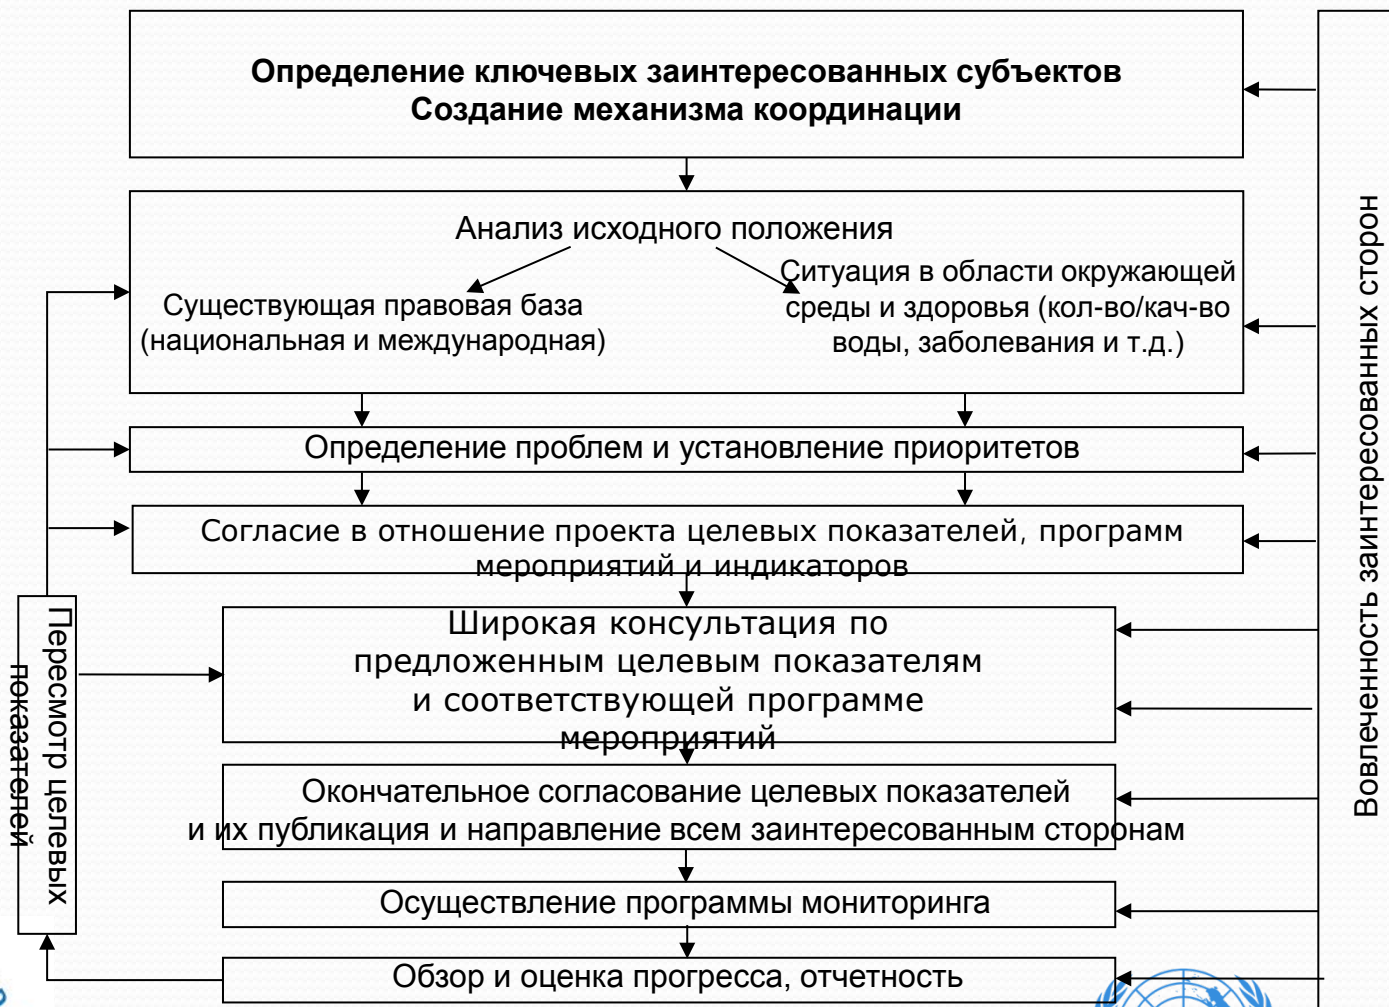 Определение ключевых заинтересованных субъектов
Создание механизма координации
Анализ исходного положения
Существующая правовая база
(национальная и международная)
Ситуация в области окружающей
среды и здоровья (кол-во/кач-во
воды, заболевания и т.д.)
Определение проблем и установление приоритетов
Согласие в отношение проекта целевых показателей, программ
мероприятий и индикаторов
Широкая консультация по
предложенным целевым показателям
и соответствующей программе
мероприятий
Окончательное согласование целевых показателей
и их публикация и направление всем заинтересованным сторонам
Осуществление программы мониторинга
Обзор и оценка прогресса, отчетность
Пересмотр целевых
показателей
Вовлеченность заинтересованных сторон